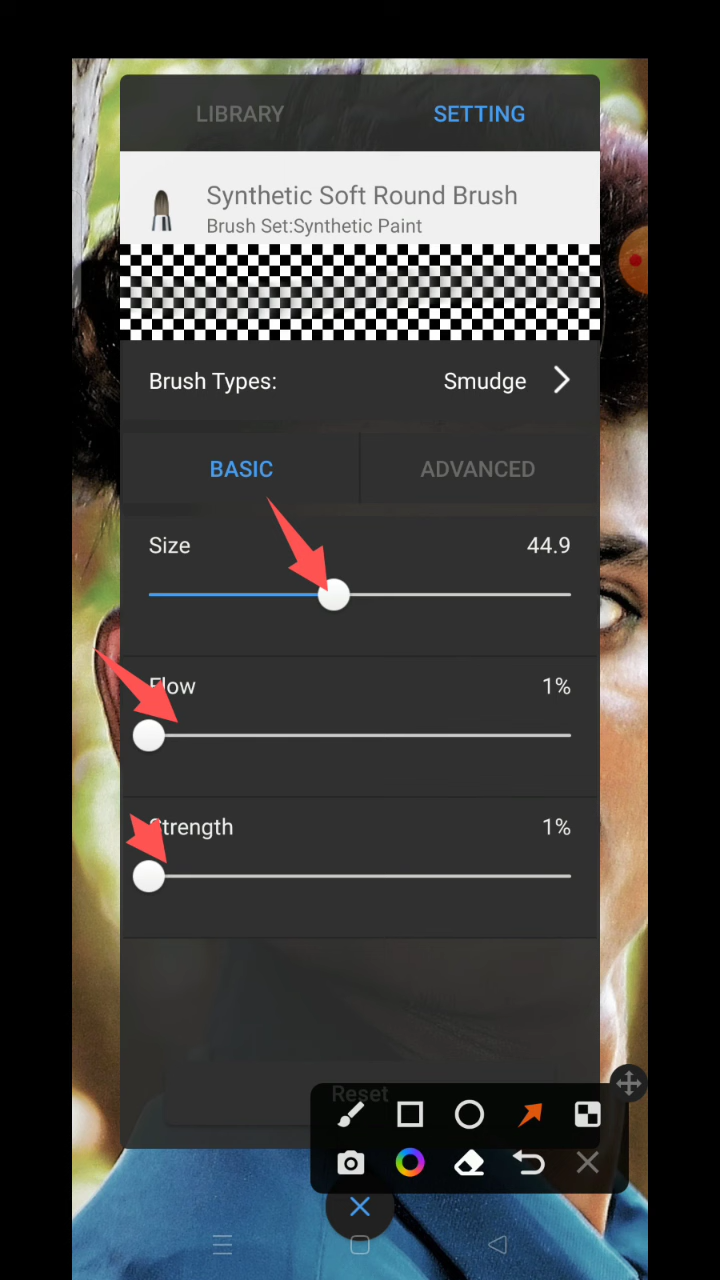 LIBRARY SETTING
Synthetic Soft Round Brush
Brush Set:Synthetic Paint
Brush Types: Smudge
BASIC ADVANCED
Size 44.9
Flow 1%
Strength 1%
Reset